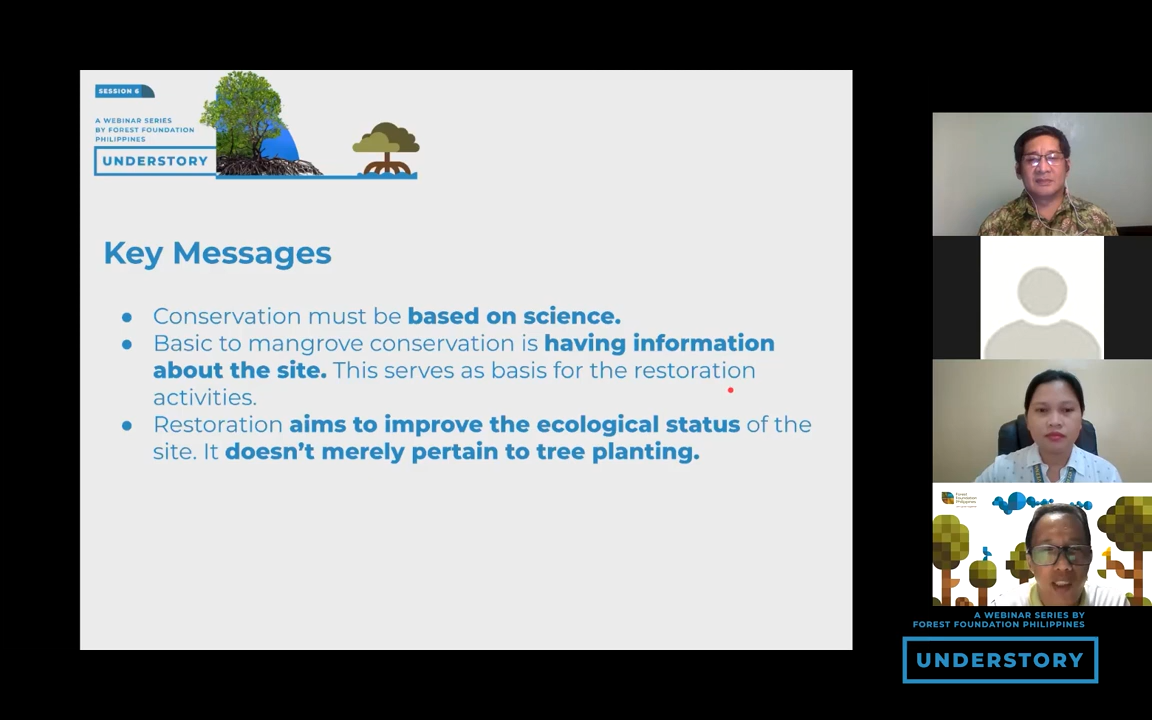 SESSION 6
A WEBINAR SERIES
BY FOREST FOUNDATION
PHILIPPINES
UNDERSTORY
Key Messages
● Conservation must be based on science.
● Basic to mangrove conservation is having information
about the site. This serves as basis for the restoration
activities.
● Restoration aims to improve the ecological status of the
site. It doesn’t merely pertain to tree planting.
Forest
Foundation
Philippines
A WEBINAR SERIES BY
FOREST FOUNDATION PHILIPPINES
UNDERSTORY